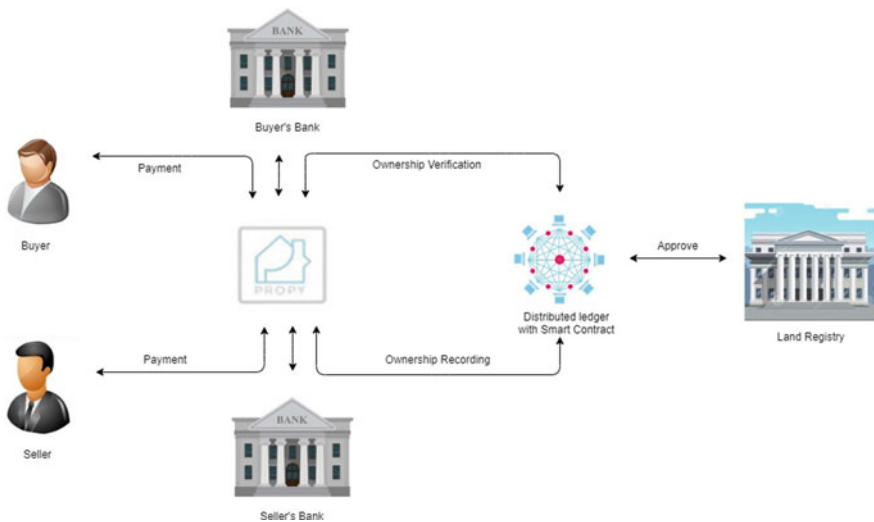 BANK
Buyer's Bank
Payment
Ownership Verification
Buyer
PROPY
Approve
Distributed ledger
with Smart Contract
Land Registry
Payment
Ownership Recording
BANK
Seller
Seller's Bank